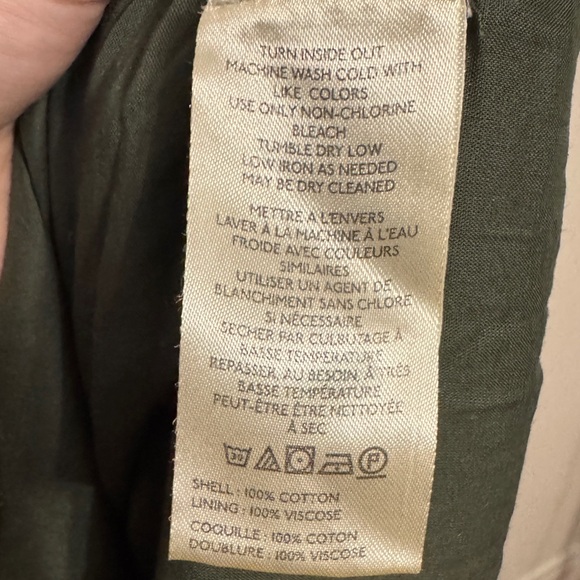 TURN INSIDE OUT
MACHINE WASH COLD WITH
LIKE COLORS
USE ONLY NON-CHLORINE
BLEACH
TUMBLE DRY LOW
LOW IRON AS NEEDED
MAY BE DRY CLEANED
METTRE A L'ENVERS
LAVER À LA MACHINE À L'EAU
FROIDE AVEC COULEURS
SIMILAIRES
UTILISER UN AGENT DE
BLANCHIMENT SANS CHLORE
SI NÉCESSAIRE
SECHER PAR CULBUTAGE À
BASSE TEMPÉRATURE
REPASSER, AU BESOIN, À TRÈS
BASSE TEMPÉRATURE
PEUT-ÊTRE ÊTRE NETTOYÉE
À SEC
30 P
SHELL : 100% COTTON
LINING : 100% VISCOSE
COQUILLE : 100% COTON
DOUBLURE : 100% VISCOSE